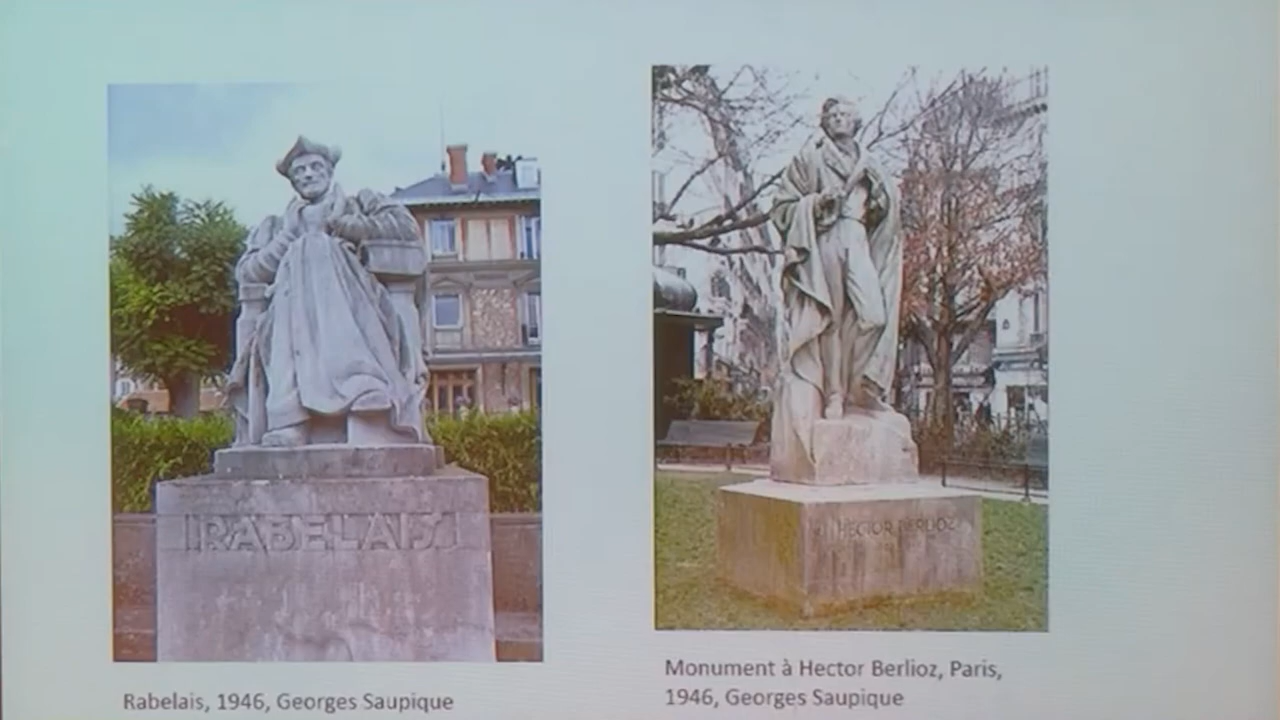 RABELAIS
HECTOR BERLIOZ
Rabelais, 1946, Georges Saupique
Monument à Hector Berlioz, Paris,
1946, Georges Saupique